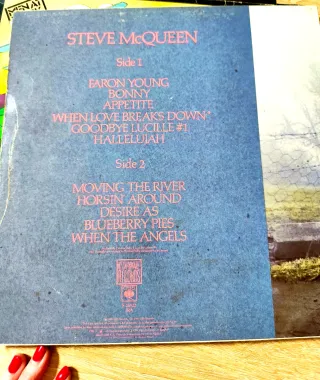 STEVE McQUEEN
Side 1
FARON YOUNG
BONNY
APPETITE
WHEN LOVE BREAKS DOWN*
GOODBYE LUCILLE #1
HALLELUJAH
Side 2
MOVING THE RIVER
HORSIN' AROUND
DESIRE AS
BLUEBERRY PIES
WHEN THE ANGELS